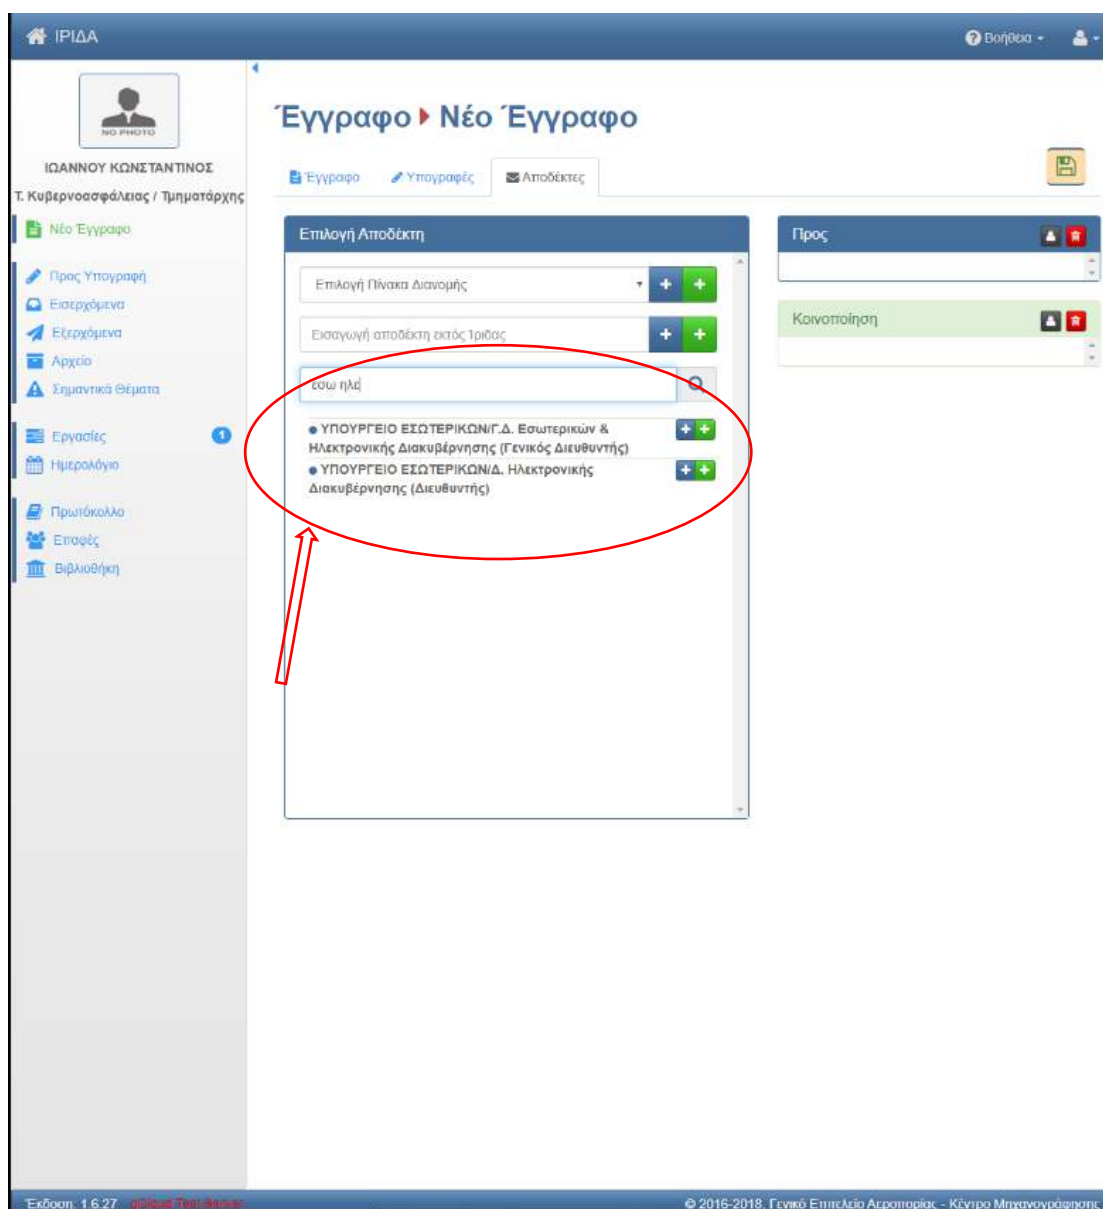 ΙΡΙΔΑ
Βοήθεια
NO PHOTO
ΙΩΑΝΝΟΥ ΚΩΝΣΤΑΝΤΙΝΟΣ
Τ. Κυβερνοασφάλειας / Τμηματάρχης
Νέο Έγγραφο
Προς Υπογραφή
Εισερχόμενα
Εξερχόμενα
Αρχείο
Σημαντικά Θέματα
Εργασίες 1
Ημερολόγιο
Πρωτόκολλο
Επαφές
Βιβλιοθήκη
Έγγραφο Νέο Έγγραφο
Έγγραφο Υπογραφές Αποδέκτες
Επιλογή Αποδέκτη
Επιλογή Πίνακα Διανομής
Εισαγωγή αποδέκτη εκτός Ίριδας
εσω ηλε
ΥΠΟΥΡΓΕΙΟ ΕΣΩΤΕΡΙΚΩΝ/Γ.Δ. Εσωτερικών &
Ηλεκτρονικής Διακυβέρνησης (Γενικός Διευθυντής)
ΥΠΟΥΡΓΕΙΟ ΕΣΩΤΕΡΙΚΩΝ/Δ. Ηλεκτρονικής
Διακυβέρνησης (Διευθυντής)
Προς
Κοινοποίηση
Έκδοση: 1.6.27 Test Server
© 2016-2018, Γενικό Επιτελείο Αεροπορίας - Κέντρο Μηχανογράφησης